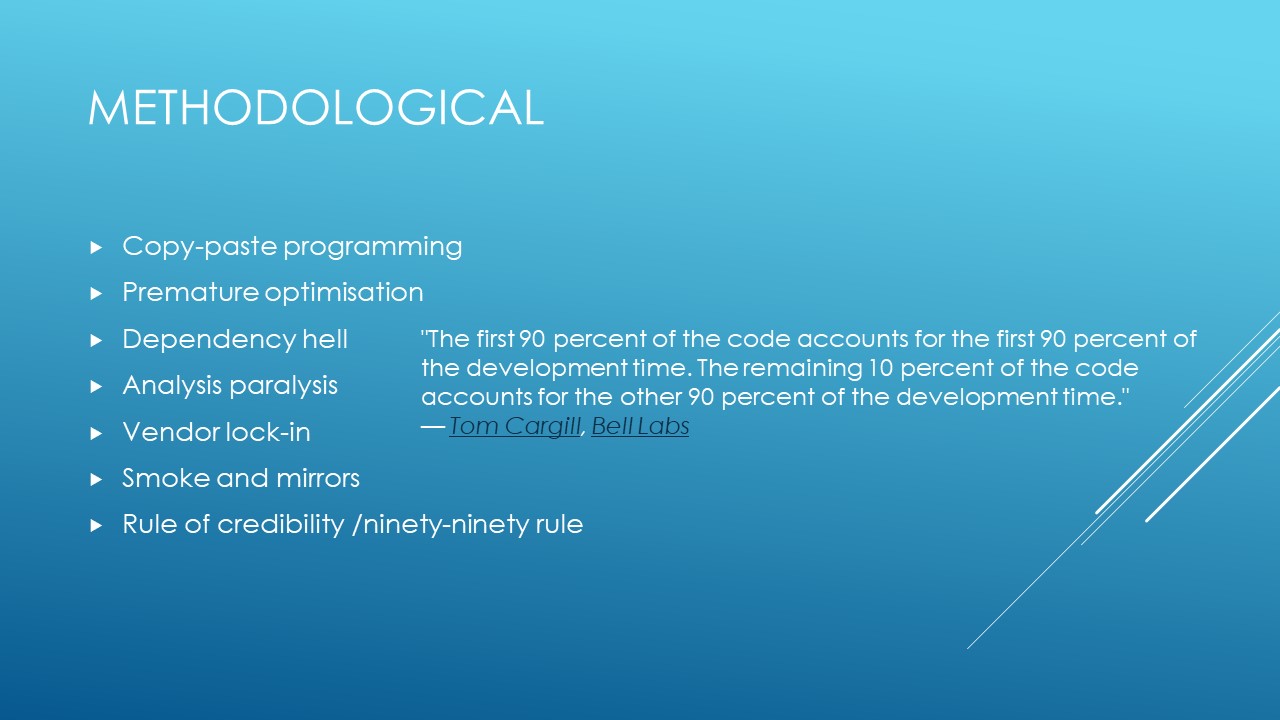 METHODOLOGICAL
Copy-paste programming
Premature optimisation
Dependency hell
Analysis paralysis
Vendor lock-in
Smoke and mirrors
Rule of credibility /ninety-ninety rule
"The first 90 percent of the code accounts for the first 90 percent of
the development time. The remaining 10 percent of the code
accounts for the other 90 percent of the development time."
— Tom Cargill, Bell Labs